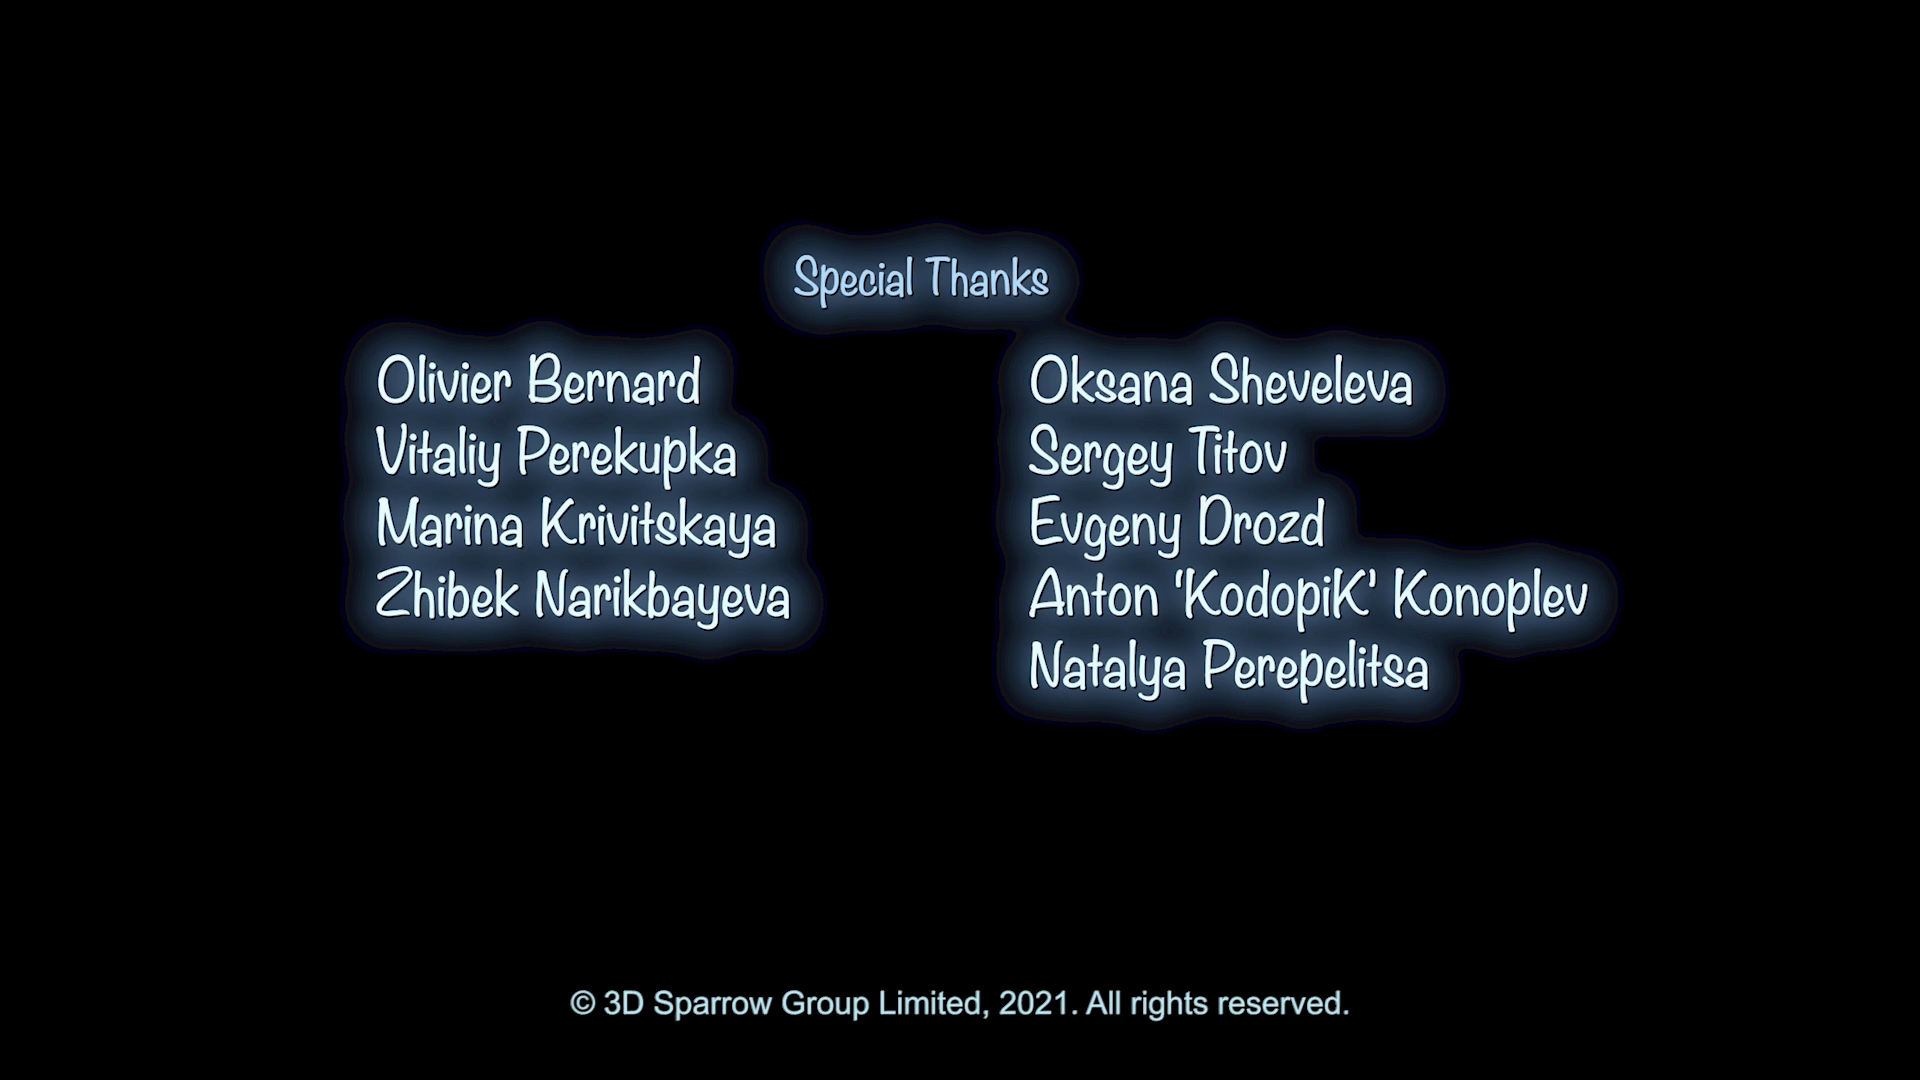 Special Thanks
Olivier Bernard
Vitaliy Perekupka
Marina Krivitskaya
Zhibek Narikbayeva
Oksana Sheveleva
Sergey Titov
Evgeny Drozd
Anton 'KodopiK' Konoplev
Natalya Perepelitsa
© 3D Sparrow Group Limited, 2021. All rights reserved.